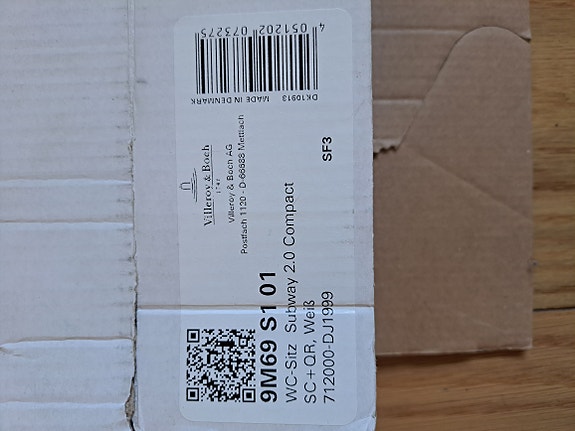 9M69 S1 01
WC-Sitz Subway 2.0 Compact
SC+QR, Weiß
712000-DJ1999
SF3
Villeroy & Boch
1748
Villeroy & Boch AG
Postfach 1120 - D-66688 Mettlach
DK10913 MADE IN DENMARK
4 051202 073275